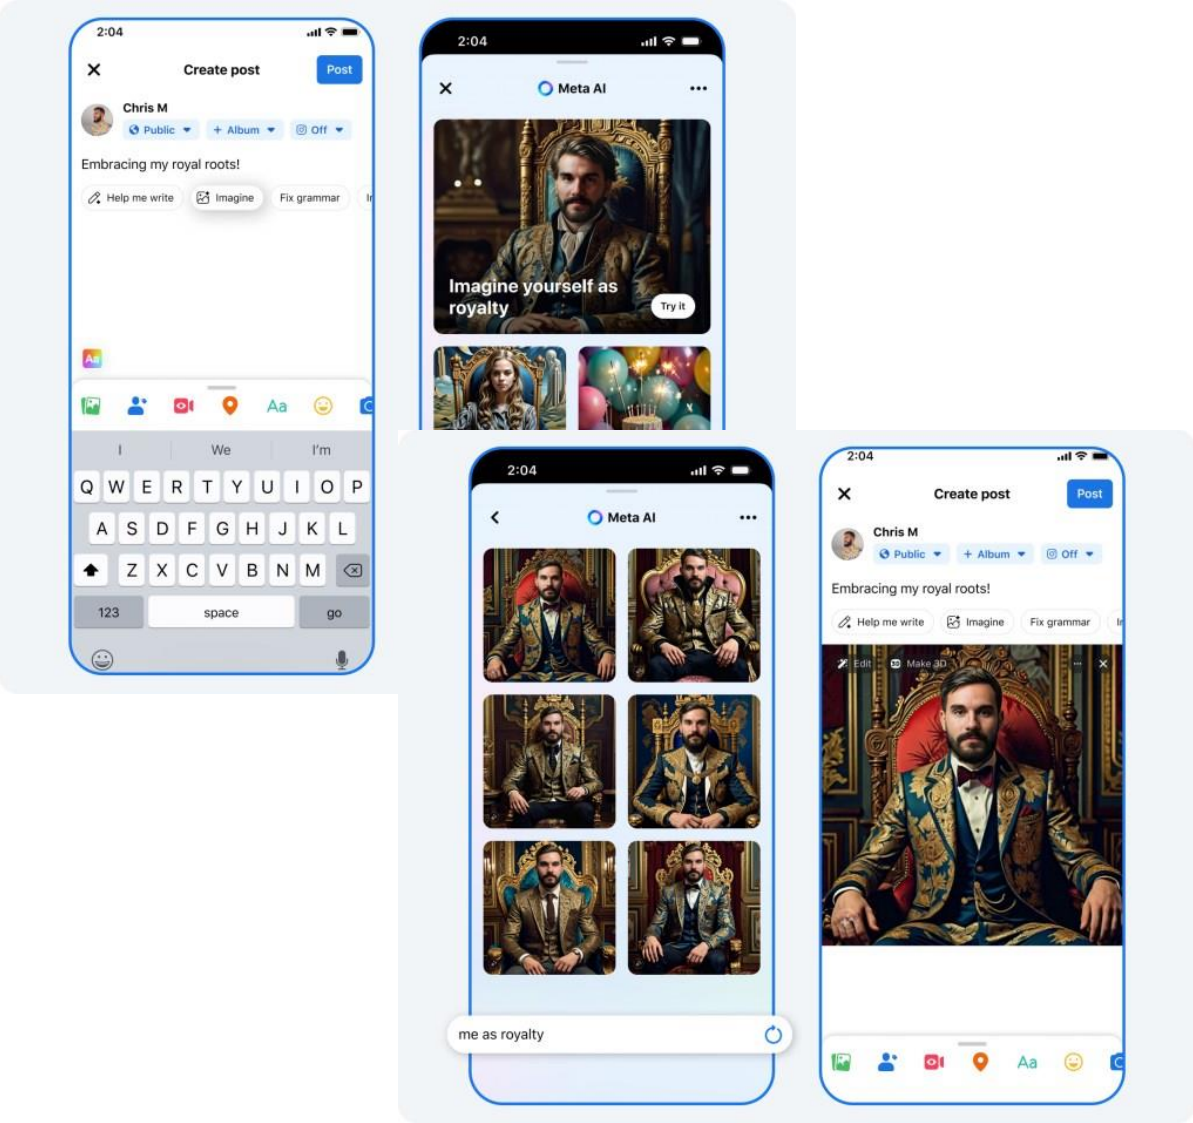 2:04
Create post
Post
Chris M
Public
+ Album
Off
Embracing my royal roots!
Help me write
Imagine
Fix grammar
Aa
Aa
I
We
I'm
Q W E R T Y U I O P
A S D F G H J K L
Z X C V B N M
123
space
go
2:04
Meta AI
Imagine yourself as
royalty
Try it
2:04
Meta AI
me as royalty
2:04
Create post
Post
Chris M
Public
+ Album
Off
Embracing my royal roots!
Help me write
Imagine
Fix grammar
Edit
3D Make 3D
Aa